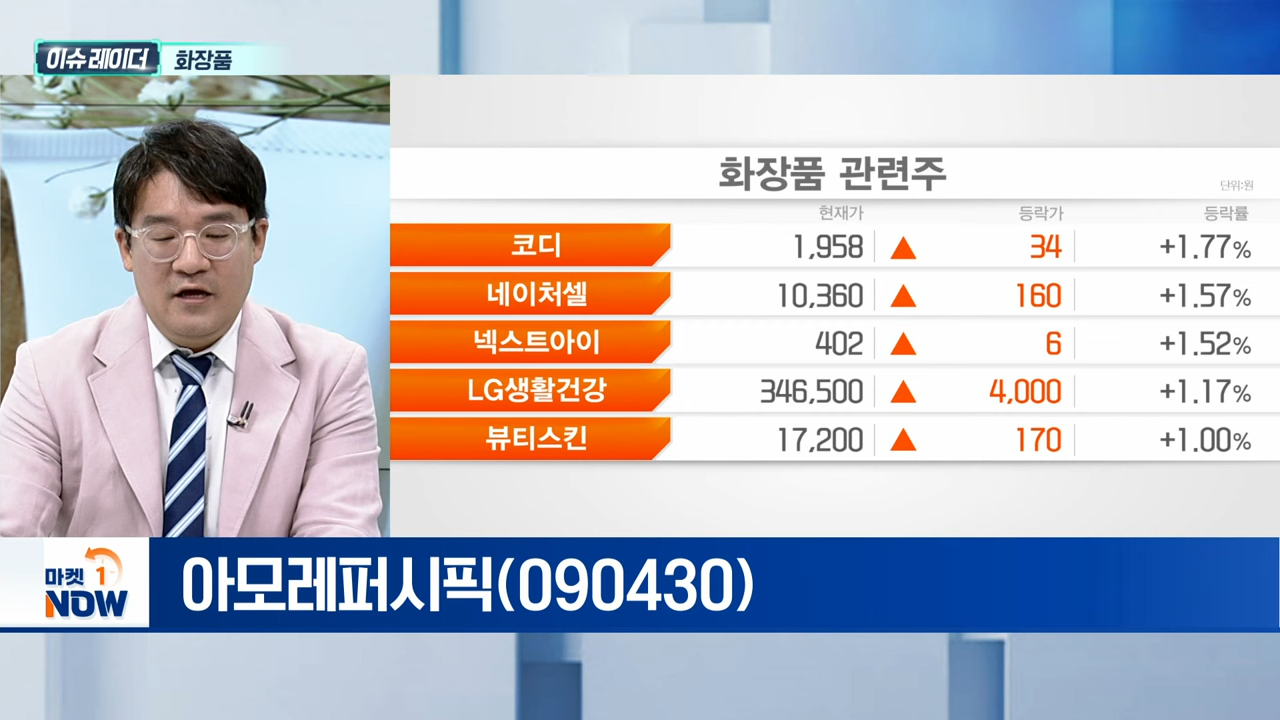 이슈레이더 화장품
화장품 관련주
단위:원
현재가 등락가 등락률
코디 1,958 ▲ 34 +1.77%
네이처셀 10,360 ▲ 160 +1.57%
넥스트아이 402 ▲ 6 +1.52%
LG생활건강 346,500 ▲ 4,000 +1.17%
뷰티스킨 17,200 ▲ 170 +1.00%
마켓 1
NOW
아모레퍼시픽(090430)